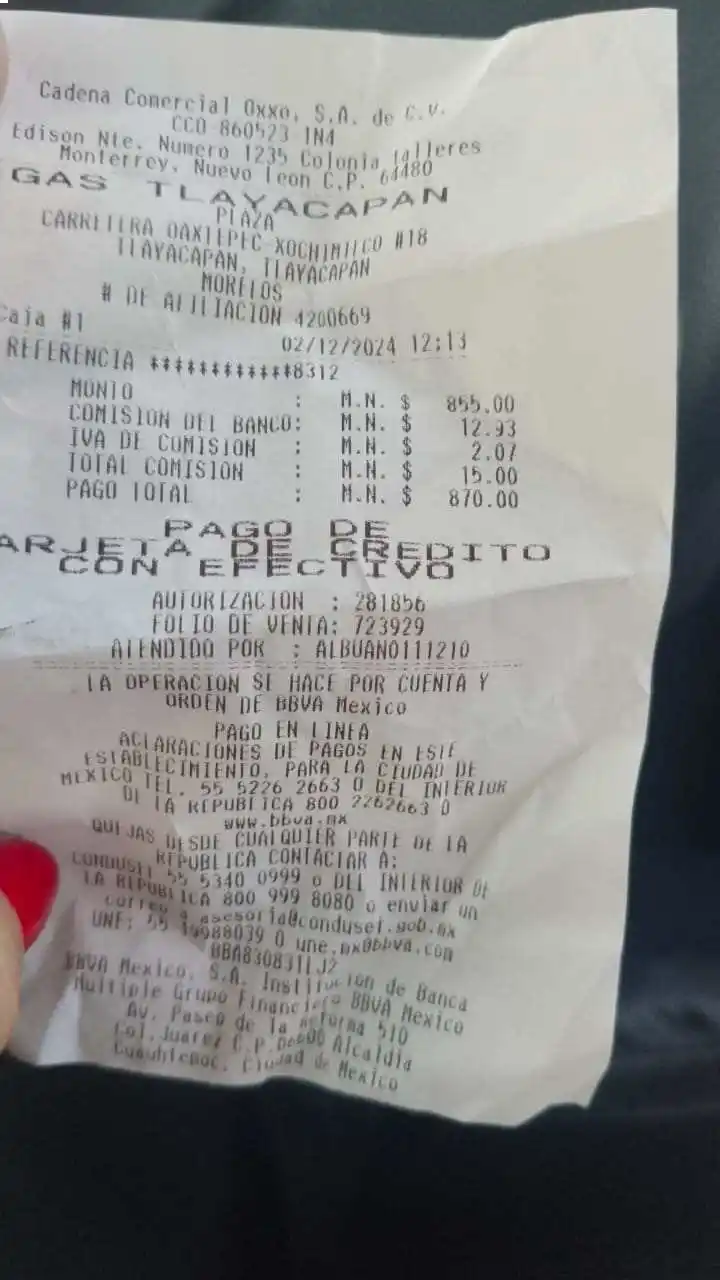 Cadena Comercial Oxxo, S.A. de C.V.
CCO 860523 1N4
Edison Nte. Numero 1235 Colonia Talleres
Monterrey, Nuevo Leon C.P. 64480
GAS TLAYACAPAN
PLAZA
CARRETERA OAXTEPEC-XOCHIMILCO #18
TLAYACAPAN, TLAYACAPAN
MORELOS
# DE AFILIACION 4200669
Caja #1
02/12/2024 12:13
REFERENCIA ************8312
MONTO : M.N. $ 855.00
COMISION DEL BANCO: M.N. $ 12.93
IVA DE COMISION : M.N. $ 2.07
TOTAL COMISION : M.N. $ 15.00
PAGO TOTAL : M.N. $ 870.00
PAGO DE
ARJETA DE CREDITO
CON EFECTIVO
AUTORIZACION : 281856
FOLIO DE VENTA: 723929
ATENDIDO POR : ALBUANO111210
LA OPERACION SE HACE POR CUENTA Y
ORDEN DE BBVA Mexico
PAGO EN LINEA
ACLARACIONES DE PAGOS EN ESTE
ESTABLECIMIENTO, PARA LA CIUDAD DE
MEXICO TEL. 55 5226 2663 O DEL INTERIOR
DE LA REPUBLICA 800 2262663 O
www.bbva.mx
QUEJAS DESDE CUALQUIER PARTE DE LA
REPUBLICA CONTACTAR A:
CONDUSEF 55 5340 0999 o DEL INTERIOR DE
LA REPUBLICA 800 999 8080 o enviar un
correo a asesoria@condusef.gob.mx
UNE: 55 19988039 O une.mx@bbva.com
BBA830831LJ2
BBVA Mexico, S.A. Institucion de Banca
Multiple Grupo Financiero BBVA Mexico
Av. Paseo de la Reforma 510
Col. Juarez C.P. 06600 Alcaldia
Cuauhtemoc, Ciudad de Mexico